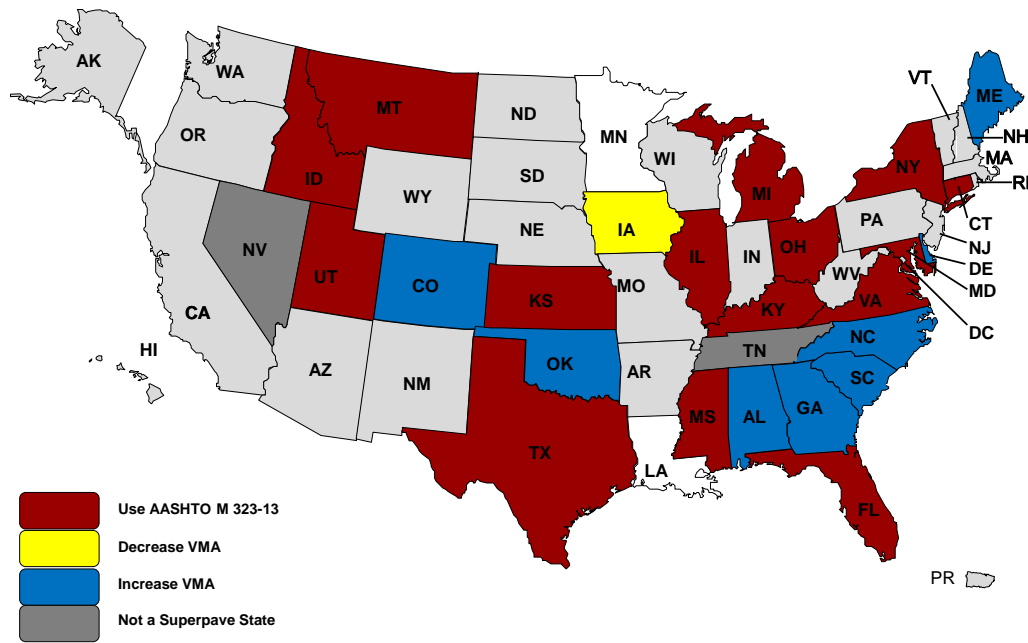 AK
WA
MT
ND
MN
VT
ME
OR
NH
MA
WI
NY
ID
SD
MI
RI
WY
PA
CT
IA
NE
NV
OH
NJ
IL
IN
DE
UT
CO
WV
MO
MD
KS
VA
KY
CA
DC
NC
HI
TN
OK
AZ
SC
AR
NM
GA
MS
AL
TX
LA
FL
Use AASHTO M 323-13
Decrease VMA
Increase VMA
PR
Not a Superpave State